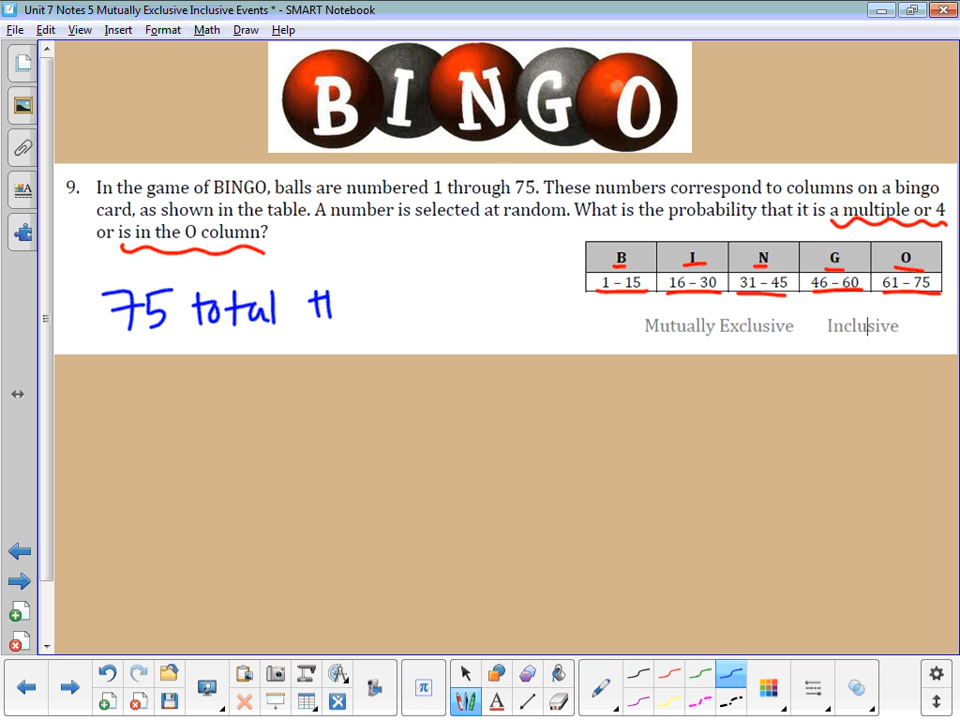 Unit 7 Notes 5 Mutually Exclusive Inclusive Events * - SMART Notebook
File Edit View Insert Format Math Draw Help
BINGO
9. In the game of BINGO, balls are numbered 1 through 75. These numbers correspond to columns on a bingo
card, as shown in the table. A number is selected at random. What is the probability that it is a multiple or 4
or is in the O column?
B I N G O
1 – 15 16 – 30 31 – 45 46 – 60 61 – 75
75 total
Mutually Exclusive Inclusive